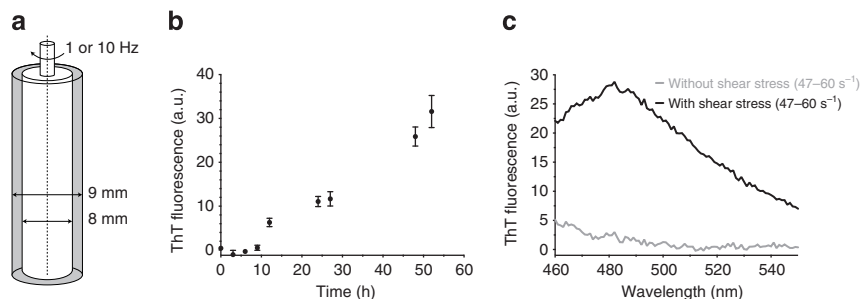 a
1 or 10 Hz
9 mm
8 mm
b
ThT fluorescence (a.u.)
40
30
20
10
0
0 10 20 30 40 50 60
Time (h)
c
ThT fluorescence (a.u.)
30
25
20
15
10
5
0
Without shear stress (47–60 s⁻¹)
With shear stress (47–60 s⁻¹)
460 480 500 520 540
Wavelength (nm)